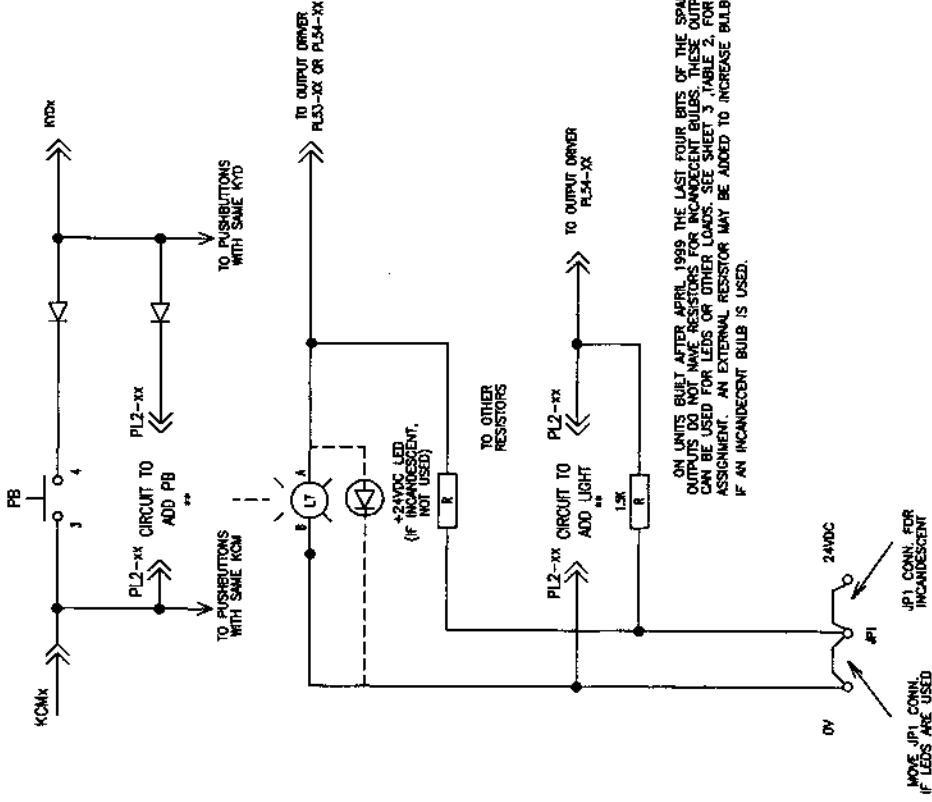 PB
3
4
KCMx
KYDx
PL2-xx
CIRCUIT TO
ADD PB
**
PL2-xx
TO PUSHBUTTONS
WITH SAME KCM
TO PUSHBUTTONS
WITH SAME KYD
B
LT
A
TO OUTPUT DRIVER
PL53-XX OR PL54-XX
+24VDC LED
(IF INCANDESCENT,
NOT USED)
R
TO OTHER
RESISTORS
PL2-xx
CIRCUIT TO
ADD LIGHT
**
PL2-xx
TO OUTPUT DRIVER
PL54-XX
1.5K
R
0V
JP1
24VDC
MOVE JP1 CONN.
IF LEDS ARE USED
JP1 CONN. FOR
INCANDESCENT
ON UNITS BUILT AFTER APRIL 1999 THE LAST FOUR BITS OF THE SPA
OUTPUTS DO NOT HAVE RESISTORS FOR INCANDECENT BULBS. THESE OUTP
CAN BE USED FOR LEDS OR OTHER LOADS. SEE SHEET 3 ,TABLE 2, FOR
ASSIGNMENT. AN EXTERNAL RESISTOR MAY BE ADDED TO INCREASE BULB
IF AN INCANDECENT BULB IS USED.